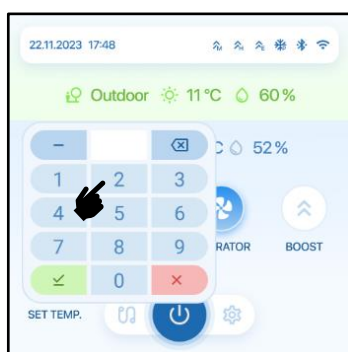 22.11.2023 17:48
Outdoor 11 °C 60 %
C 52 %
1 2 3
4 5 6
7 8 9
0
RATOR BOOST
SET TEMP.